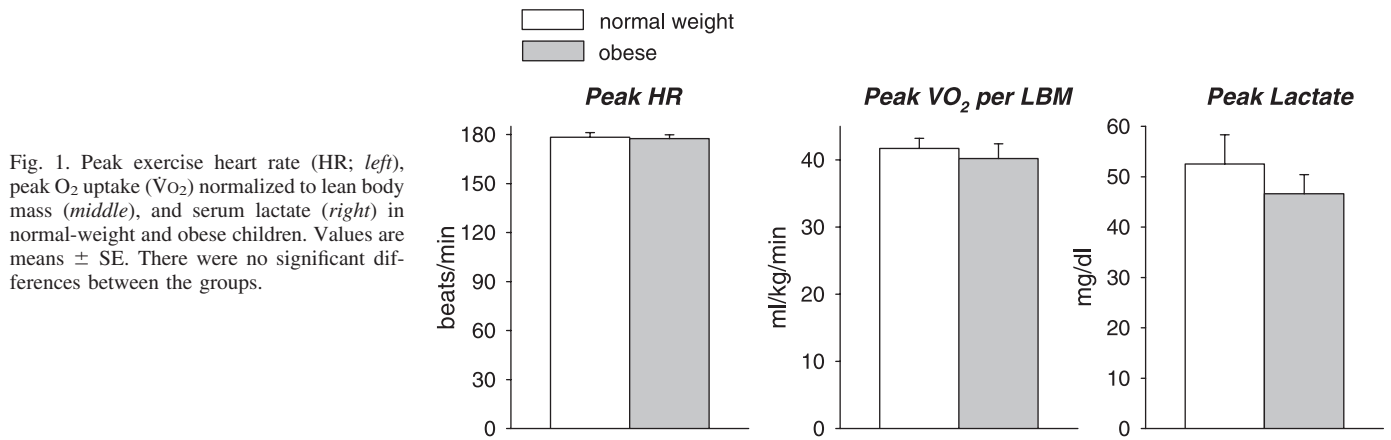 normal weight
obese
Fig. 1. Peak exercise heart rate (HR; left),
peak O₂ uptake (V̇O₂) normalized to lean body
mass (middle), and serum lactate (right) in
normal-weight and obese children. Values are
means ± SE. There were no significant dif-
ferences between the groups.
Peak HR
beats/min
180
150
120
90
60
30
0
Peak VO₂ per LBM
ml/kg/min
40
30
20
10
0
Peak Lactate
mg/dl
60
50
40
30
20
10
0